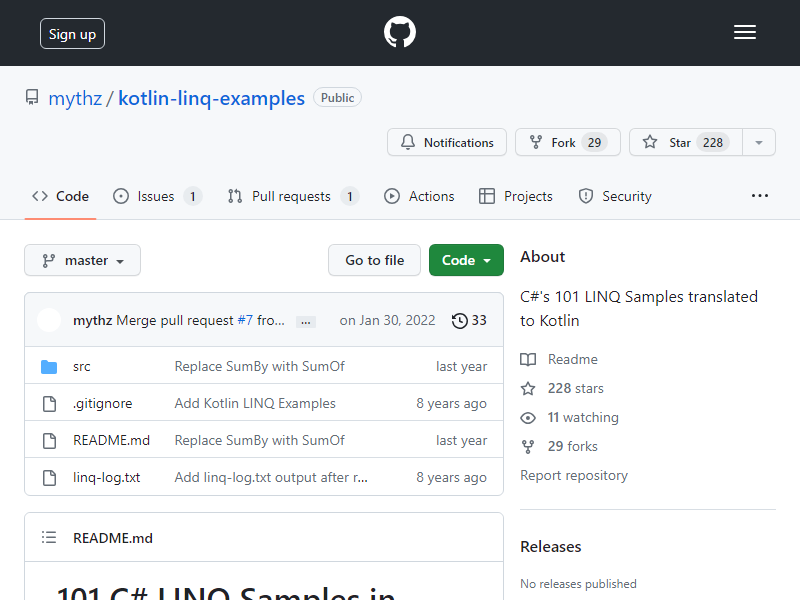 Sign up
mythz / kotlin-linq-examples Public
Notifications Fork 29 Star 228
Code Issues 1 Pull requests 1 Actions Projects Security ...
master Go to file Code
mythz Merge pull request #7 fro... ... on Jan 30, 2022 33
src Replace SumBy with SumOf last year
.gitignore Add Kotlin LINQ Examples 8 years ago
README.md Replace SumBy with SumOf last year
linq-log.txt Add linq-log.txt output after r... 8 years ago
README.md
101 C# LINQ Samples in
About
C#'s 101 LINQ Samples translated
to Kotlin
Readme
228 stars
11 watching
29 forks
Report repository
Releases
No releases published